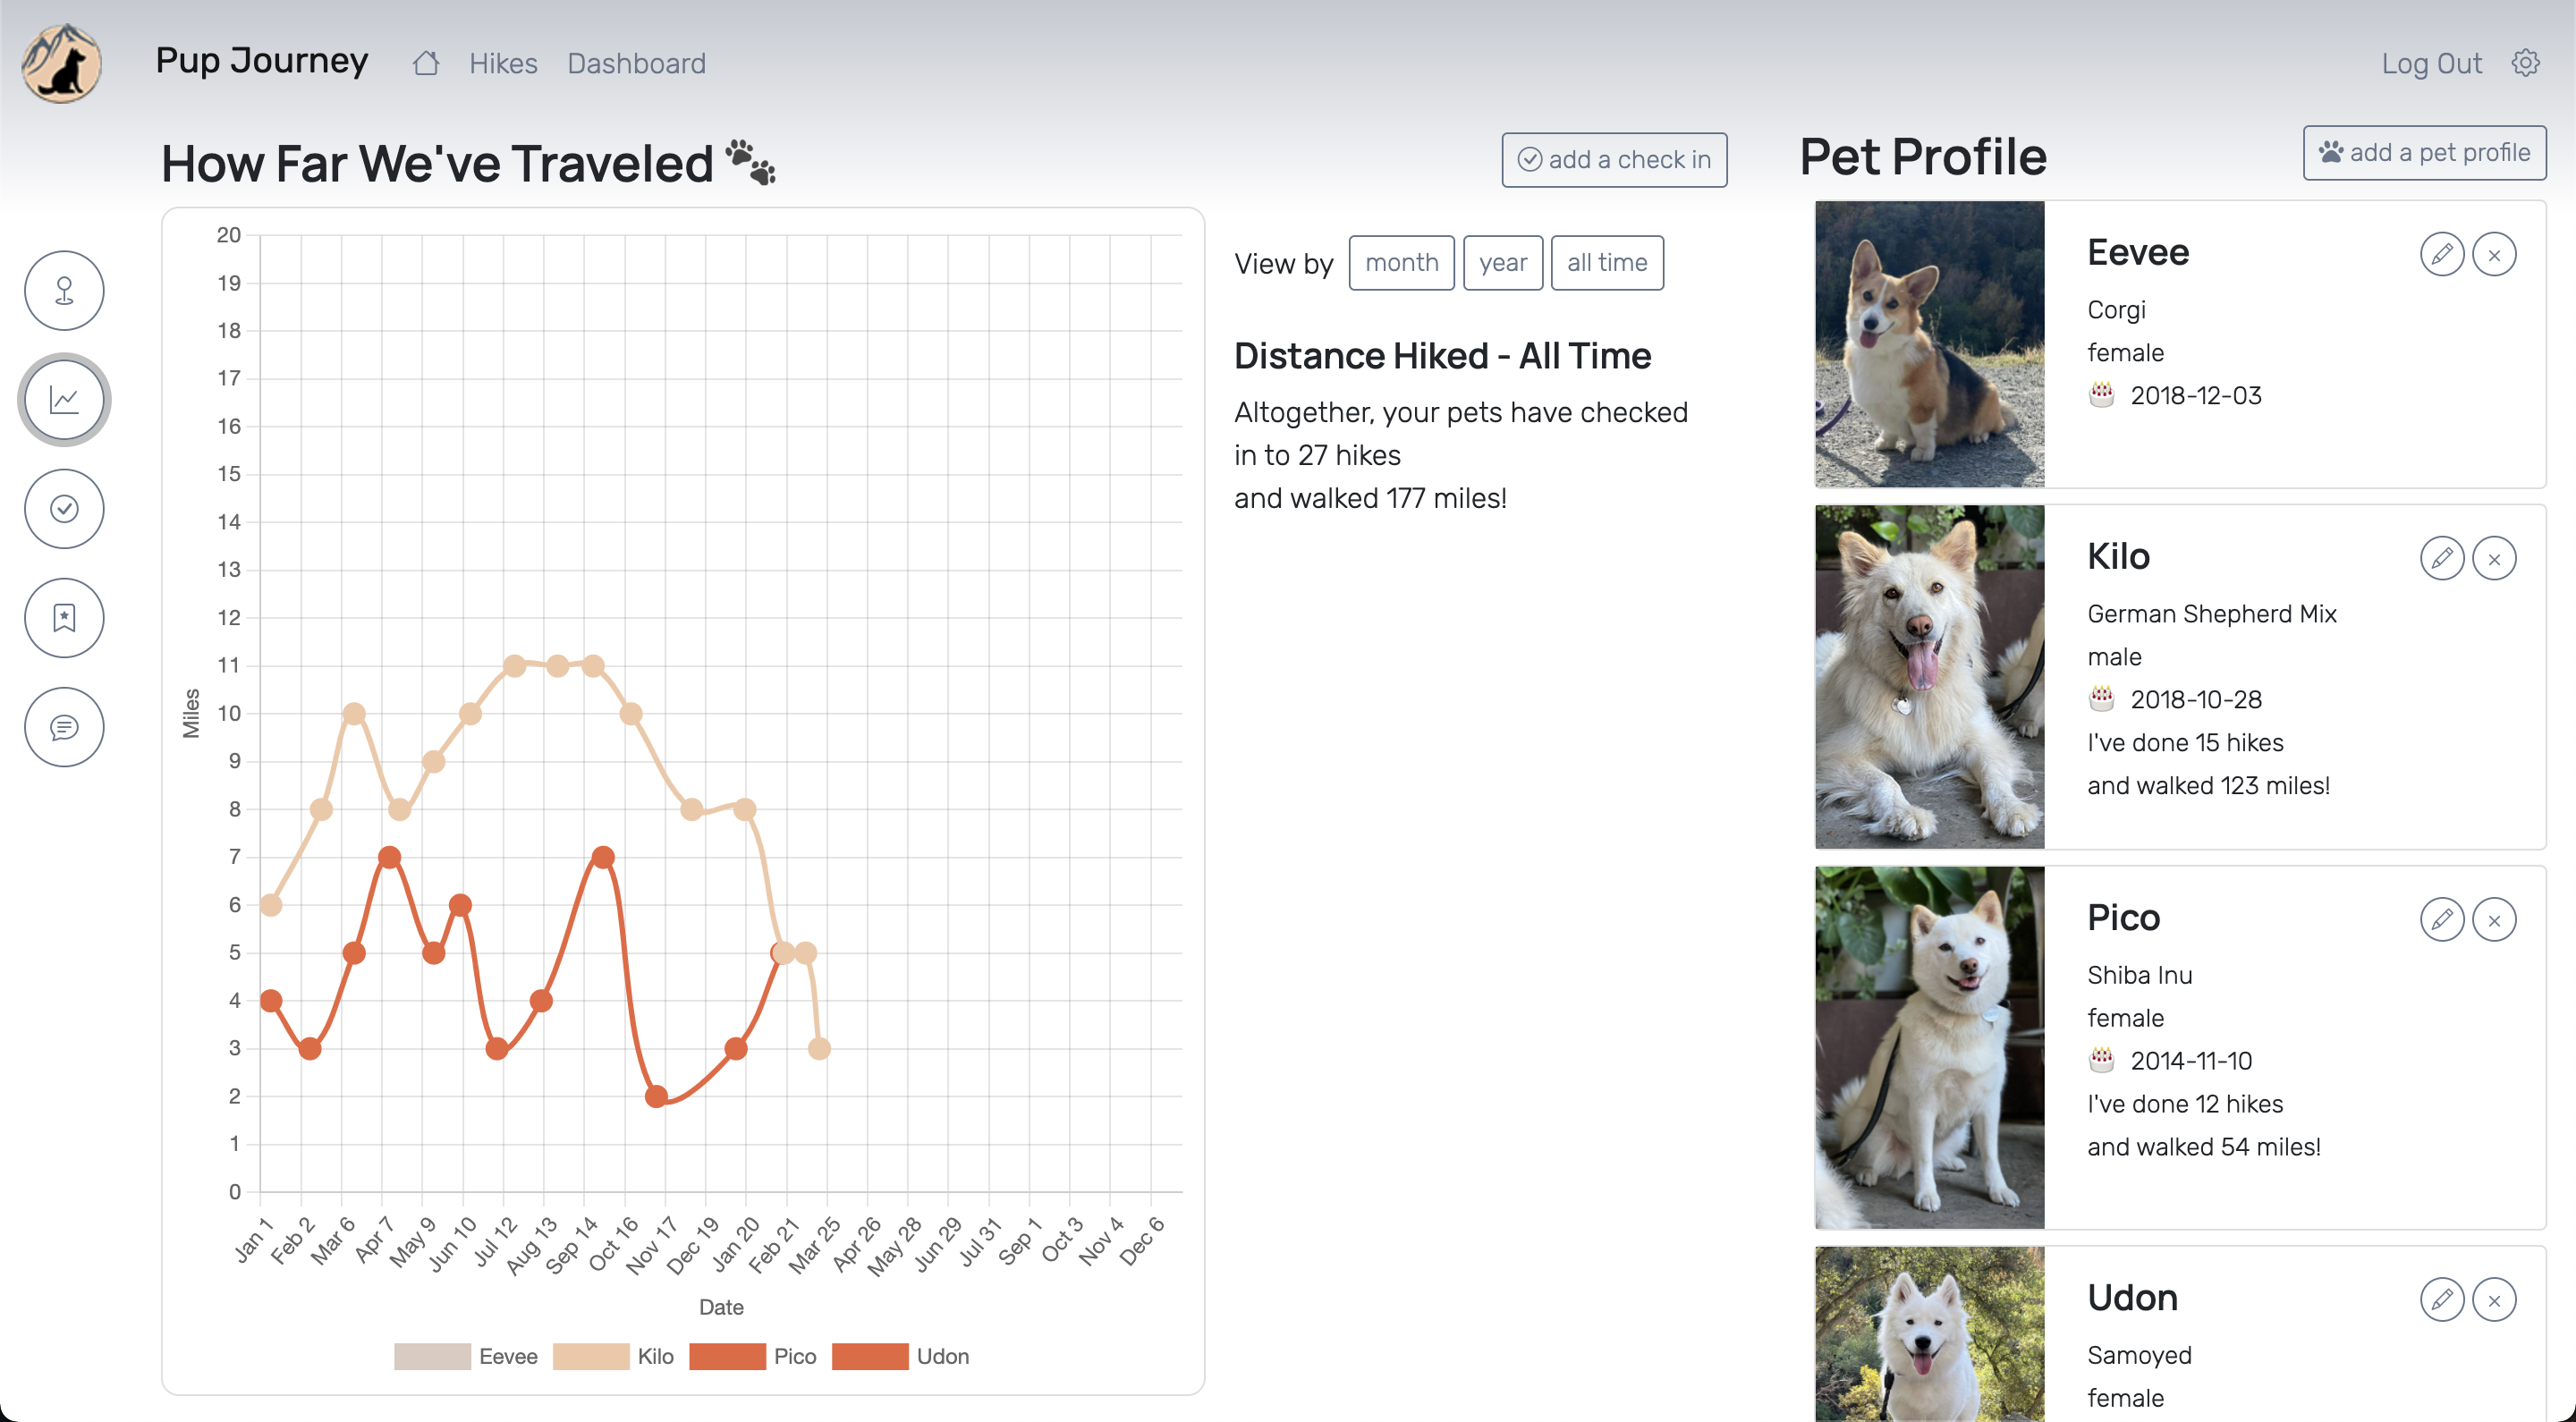 Pup Journey
Hikes
Dashboard
Log Out
How Far We've Traveled
add a check in
20
19
18
17
16
15
14
13
12
11
10
9
8
7
6
5
4
3
2
1
0
Miles
Jan 1
Feb 2
Mar 6
Apr 7
May 9
Jun 10
Jul 12
Aug 13
Sep 14
Oct 16
Nov 17
Dec 19
Jan 20
Feb 21
Mar 25
Apr 26
May 28
Jun 29
Jul 31
Sep 1
Oct 3
Nov 4
Dec 6
Date
Eevee
Kilo
Pico
Udon
View by
month
year
all time
Distance Hiked - All Time
Altogether, your pets have checked
in to 27 hikes
and walked 177 miles!
Pet Profile
add a pet profile
Eevee
Corgi
female
2018-12-03
Kilo
German Shepherd Mix
male
2018-10-28
I've done 15 hikes
and walked 123 miles!
Pico
Shiba Inu
female
2014-11-10
I've done 12 hikes
and walked 54 miles!
Udon
Samoyed
female